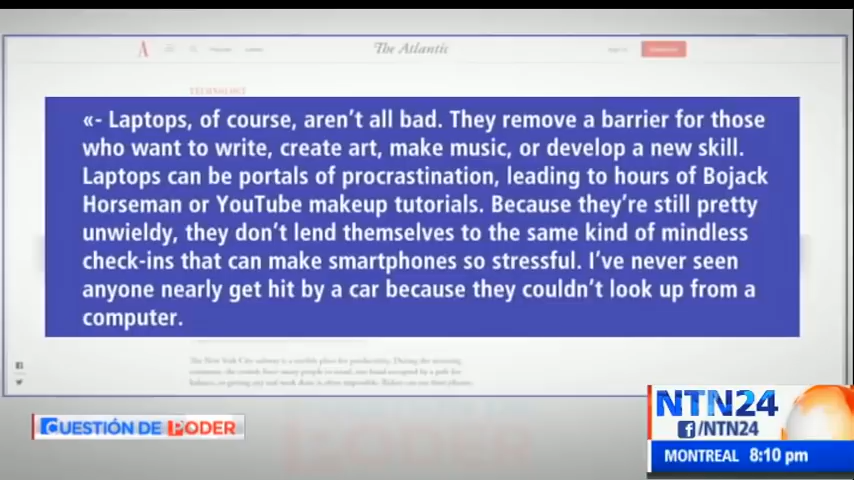 The Atlantic
TECHNOLOGY
«- Laptops, of course, aren't all bad. They remove a barrier for those
who want to write, create art, make music, or develop a new skill.
Laptops can be portals of procrastination, leading to hours of Bojack
Horseman or YouTube makeup tutorials. Because they're still pretty
unwieldy, they don't lend themselves to the same kind of mindless
check-ins that can make smartphones so stressful. I've never seen
anyone nearly get hit by a car because they couldn't look up from a
computer.
CUESTIÓN DE PODER
NTN24
f/NTN24
MONTREAL 8:10 pm